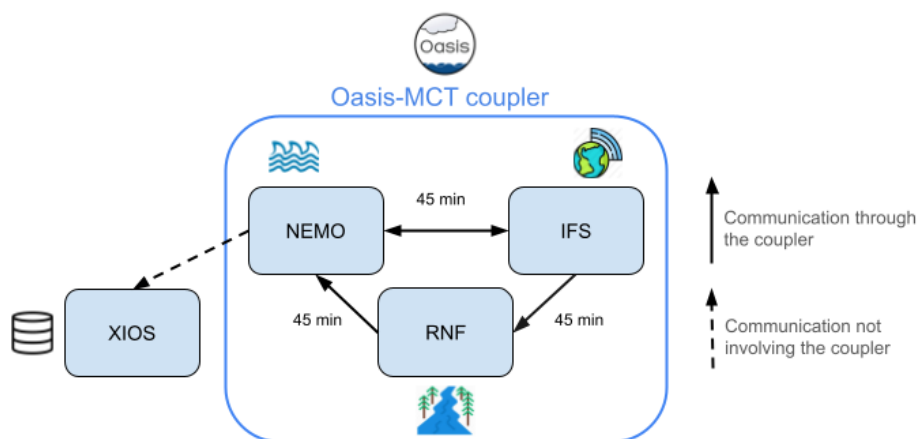 Oasis
Oasis-MCT coupler
45 min
NEMO
IFS
Communication through
the coupler
XIOS
45 min
RNF
45 min
Communication not
involving the coupler